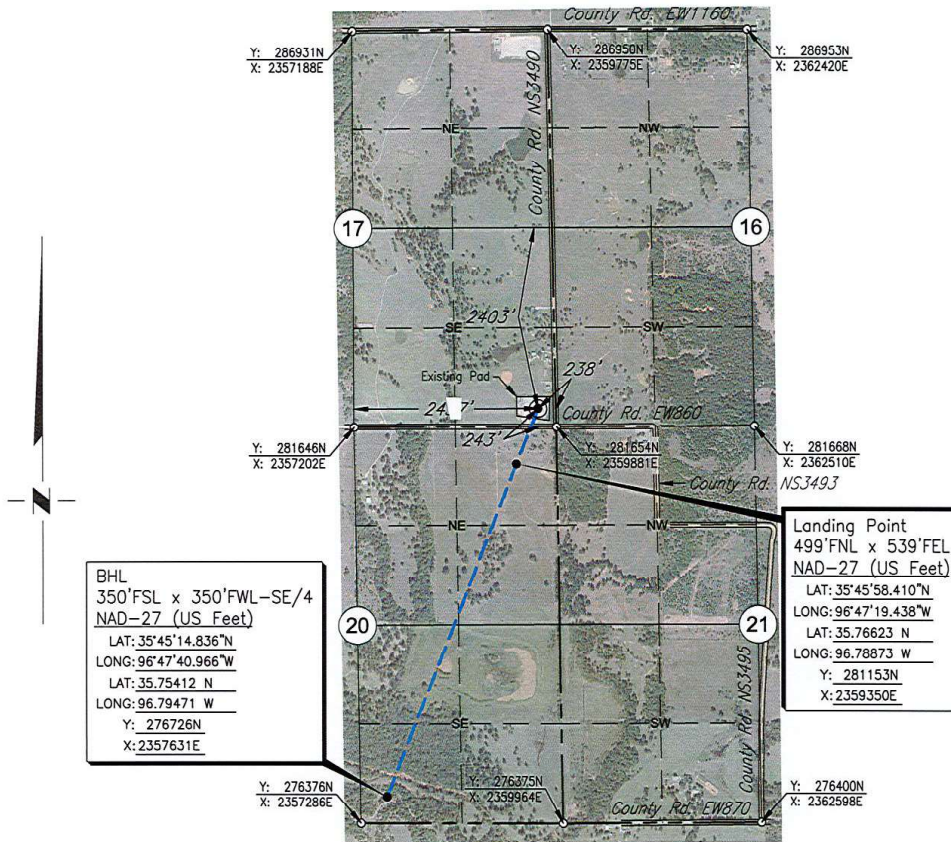 County Rd. EW1160
Y: 286931N
X: 2357188E
Y: 286950N
X: 2359775E
Y: 286953N
X: 2362420E
County Rd. NS3490
NE
NW
17
16
2403'
SE
SW
Existing Pad
238'
County Rd. EW860
243'
Y: 281646N
X: 2357202E
Y: 281654N
X: 2359881E
Y: 281668N
X: 2362510E
County Rd. NS3493
N
NE
NW
Landing Point
499'FNL x 539'FEL
NAD-27 (US Feet)
LAT: 35°45'58.410"N
LONG: 96°47'19.438"W
LAT: 35.76623 N
LONG: 96.78873 W
Y: 281153N
X: 2359350E
BHL
350'FSL x 350'FWL-SE/4
NAD-27 (US Feet)
LAT: 35°45'14.836"N
LONG: 96°47'40.966"W
LAT: 35.75412 N
LONG: 96.79471 W
Y: 276726N
X: 2357631E
20
21
County Rd. NS3495
SE
SW
Y: 276376N
X: 2357286E
Y: 276375N
X: 2359964E
County Rd. EW870
Y: 276400N
X: 2362598E